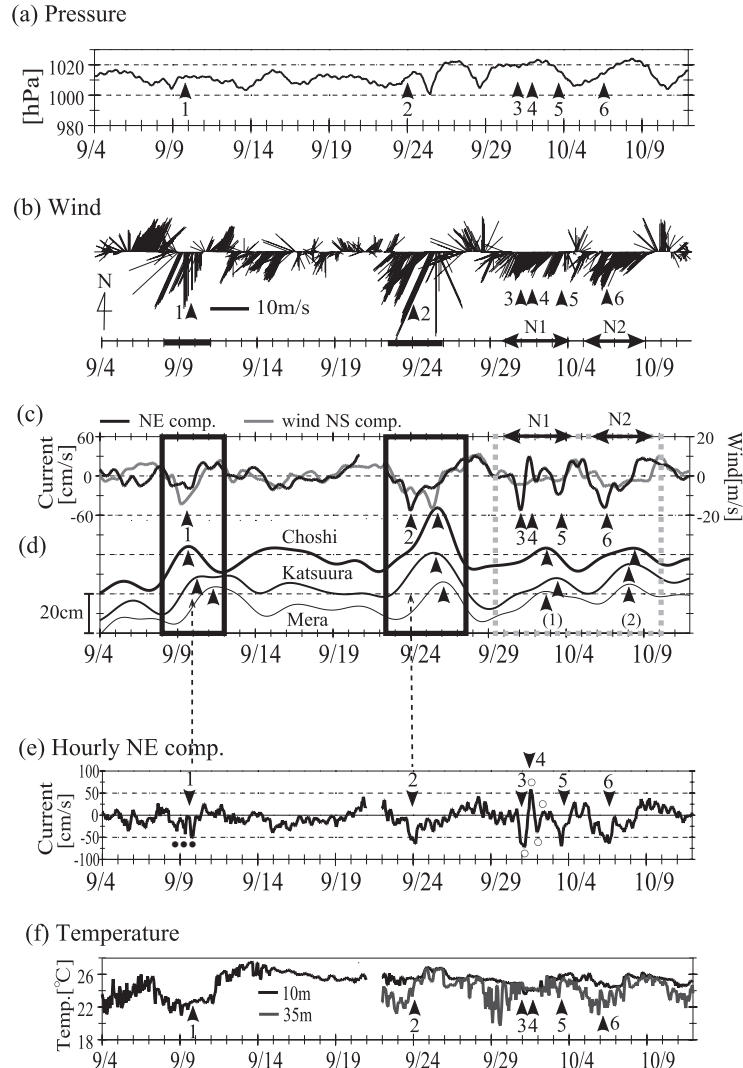 (a) Pressure
[hPa]
1020
1000
980
1 2 3 4 5 6
9/4 9/9 9/14 9/19 9/24 9/29 10/4 10/9
(b) Wind
N
1 10m/s 2 3 4 5 6
N1 N2
9/4 9/9 9/14 9/19 9/24 9/29 10/4 10/9
(c)
NE comp. wind NS comp. N1 N2
Current
[cm/s]
60
0
-60
20
0
-20
Wind[m/s]
1 2 3 4 5 6
(d)
Choshi
Katsuura
Mera
20cm
(1) (2)
9/4 9/9 9/14 9/19 9/24 9/29 10/4 10/9
(e) Hourly NE comp.
4
Current
[cm/s]
100
50
0
-50
-100
1 2 3 5 6
9/4 9/9 9/14 9/19 9/24 9/29 10/4 10/9
(f) Temperature
Temp.[°C]
26
22
18
10m
35m
1 2 3 4 5 6
9/4 9/9 9/14 9/19 9/24 9/29 10/4 10/9